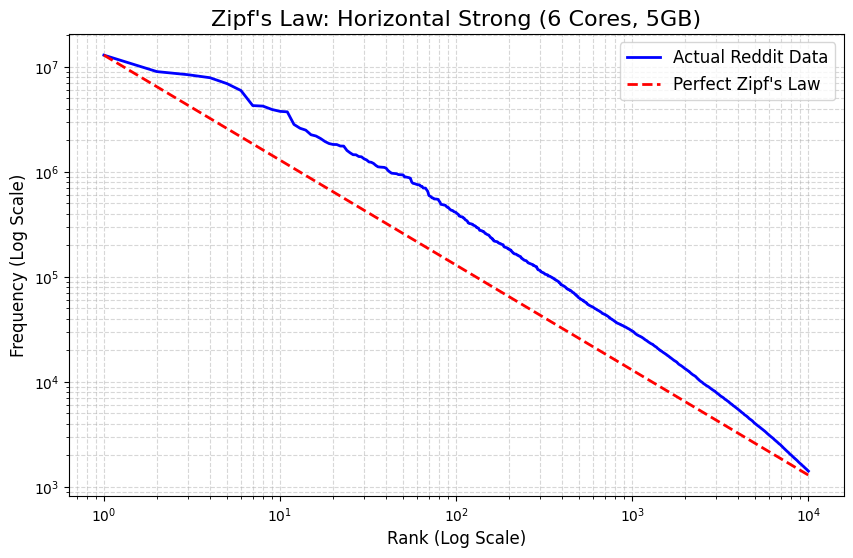 Zipf's Law: Horizontal Strong (6 Cores, 5GB)
Actual Reddit Data
Perfect Zipf's Law
Frequency (Log Scale)
10⁷
10⁶
10⁵
10⁴
10³
10⁰ 10¹ 10² 10³ 10⁴
Rank (Log Scale)